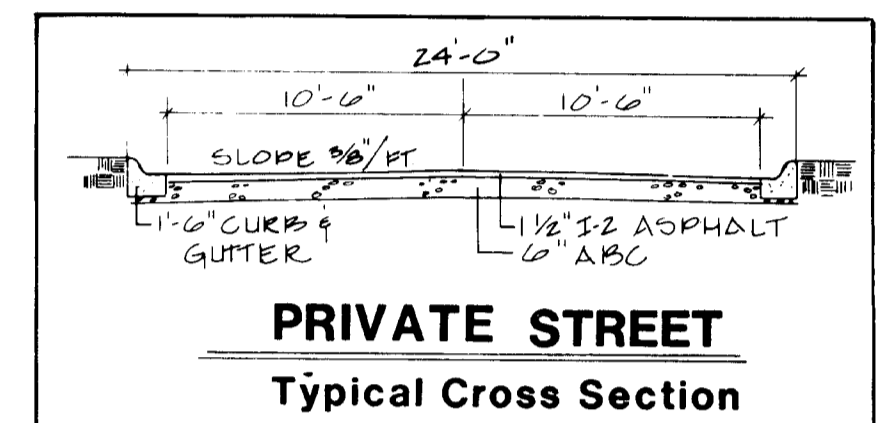 24'-0"
10'-6" 10'-6"
SLOPE 3/8"/FT
1'-6" CURB &
GUTTER
1 1/2" I-2 ASPHALT
6" ABC
PRIVATE STREET
Typical Cross Section